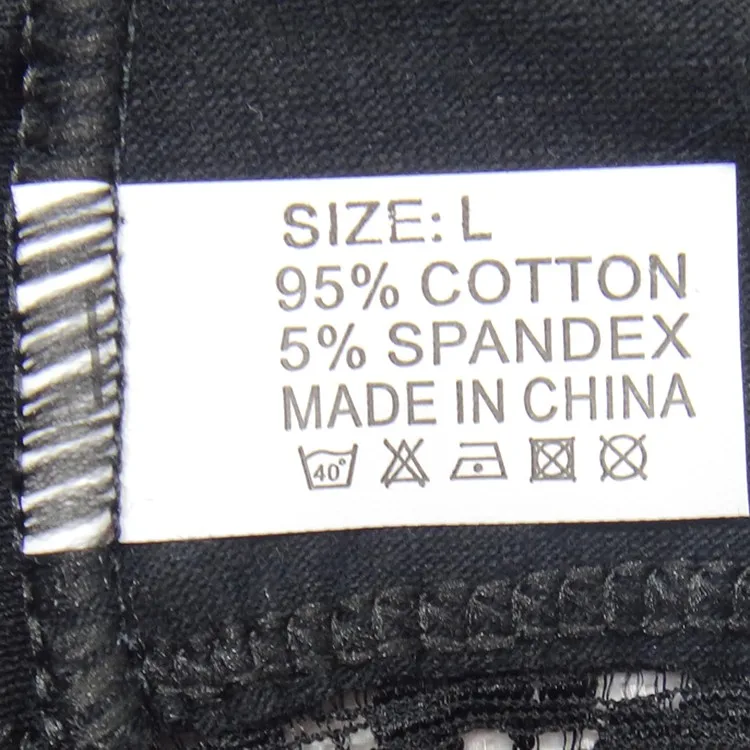 SIZE: L
95% COTTON
5% SPANDEX
MADE IN CHINA
40°